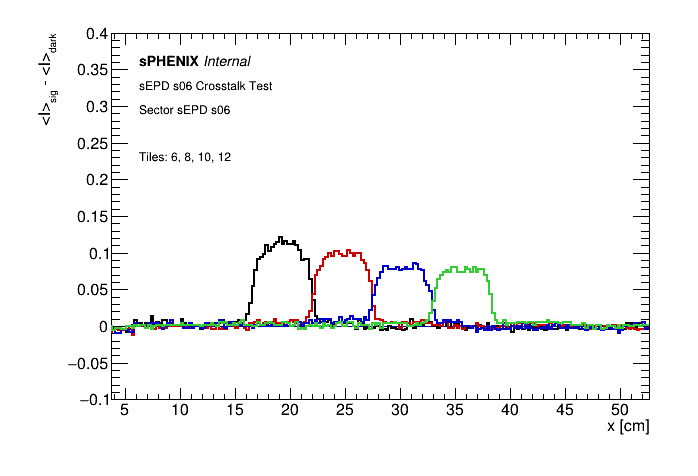 <I>sig - <I>dark
0.4
0.35
0.3
0.25
0.2
0.15
0.1
0.05
0
−0.05
−0.1
sPHENIX Internal
sEPD s06 Crosstalk Test
Sector sEPD s06
Tiles: 6, 8, 10, 12
5 10 15 20 25 30 35 40 45 50
x [cm]